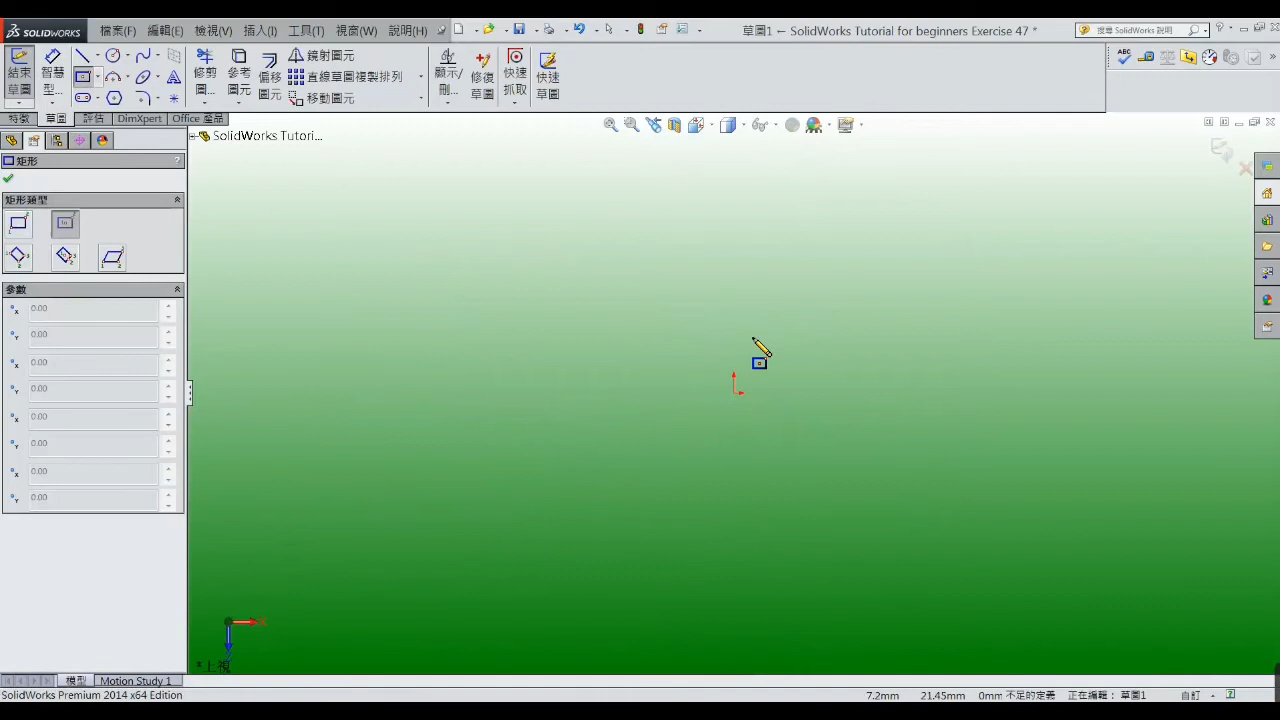 SOLIDWORKS 檔案(F) 編輯(E) 檢視(V) 插入(I) 工具(T) 視窗(W) 說明(H) 草圖1 ← SolidWorks Tutorial for beginners Exercise 47 * 搜尋 SolidWorks 說明
結束草圖 智慧型... 修剪圖... 參考圖元 偏移圖元 鏡射圖元 直線草圖複製排列 移動圖元 顯示/刪... 修復草圖 快速抓取 快速草圖
特徵 草圖 評估 DimXpert Office 產品
SolidWorks Tutori...
矩形 ?
矩形類型
參數
x 0.00
Y 0.00
x 0.00
Y 0.00
x 0.00
Y 0.00
x 0.00
Y 0.00
X
*上視
模型 Motion Study 1
SolidWorks Premium 2014 x64 Edition 7.2mm 21.45mm 0mm 不足的定義 正在編輯： 草圖1 自訂